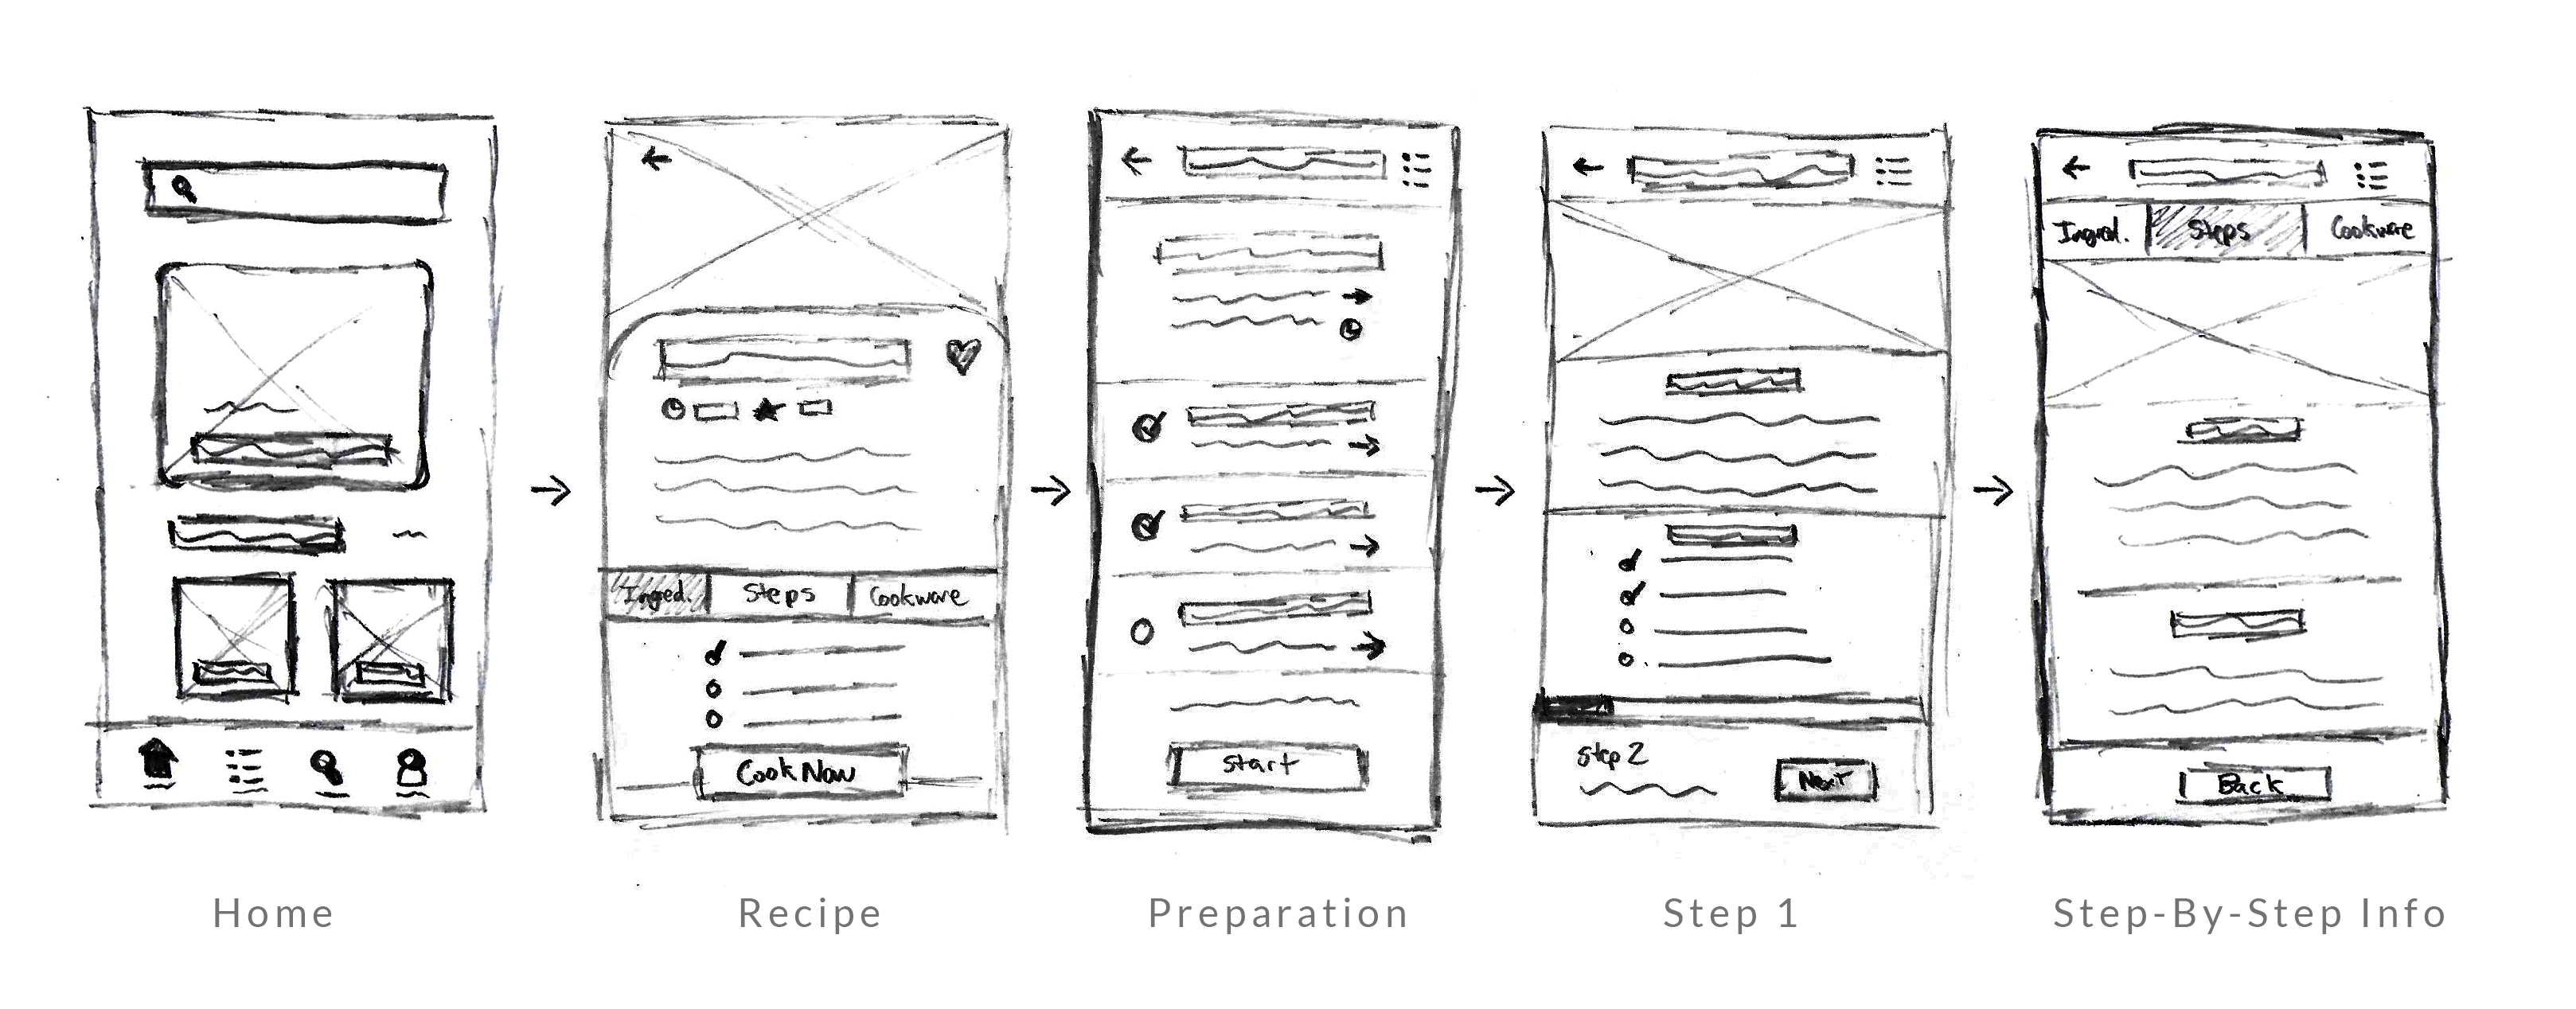 Ingred. Steps Cookware
Cook Now
Start
Step 2
Next
Ingred. Steps Cookware
Back
Home Recipe Preparation Step 1 Step-By-Step Info